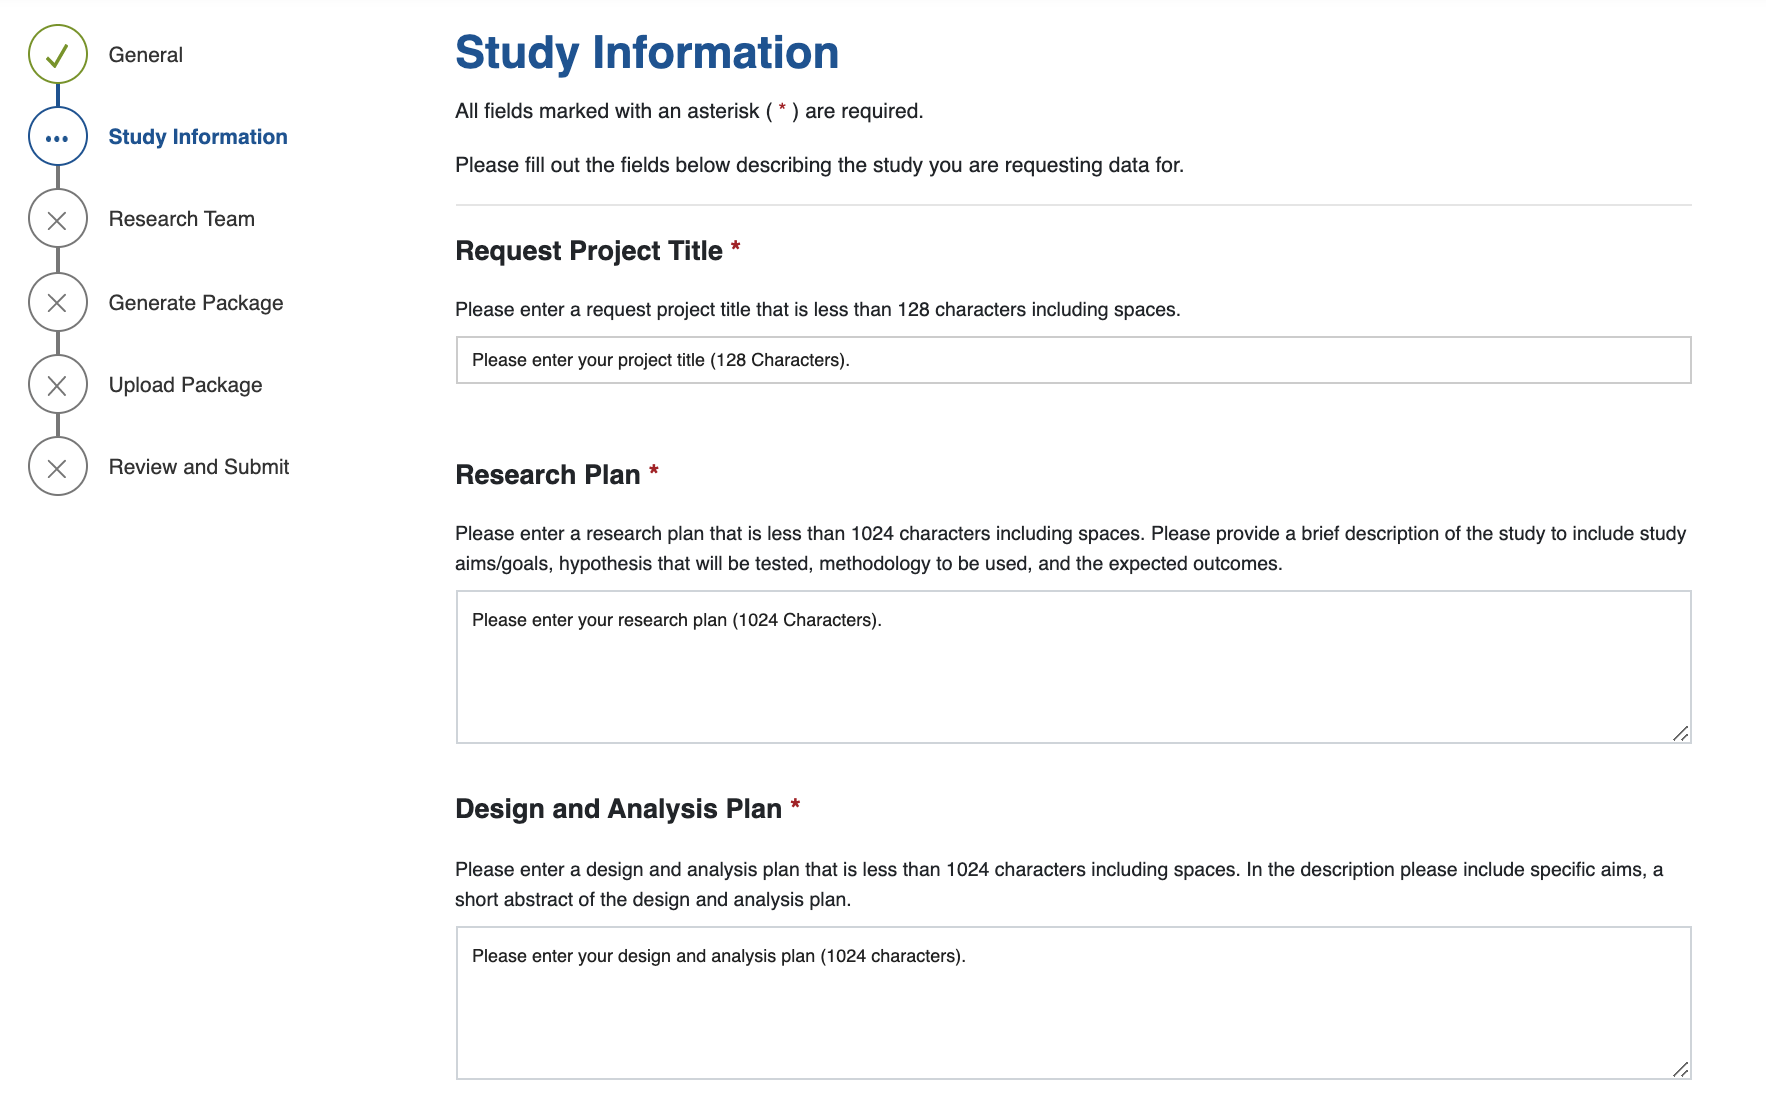 General
Study Information
Research Team
Generate Package
Upload Package
Review and Submit
Study Information
All fields marked with an asterisk ( * ) are required.
Please fill out the fields below describing the study you are requesting data for.
Request Project Title *
Please enter a request project title that is less than 128 characters including spaces.
Please enter your project title (128 Characters).
Research Plan *
Please enter a research plan that is less than 1024 characters including spaces. Please provide a brief description of the study to include study
aims/goals, hypothesis that will be tested, methodology to be used, and the expected outcomes.
Please enter your research plan (1024 Characters).
Design and Analysis Plan *
Please enter a design and analysis plan that is less than 1024 characters including spaces. In the description please include specific aims, a
short abstract of the design and analysis plan.
Please enter your design and analysis plan (1024 characters).